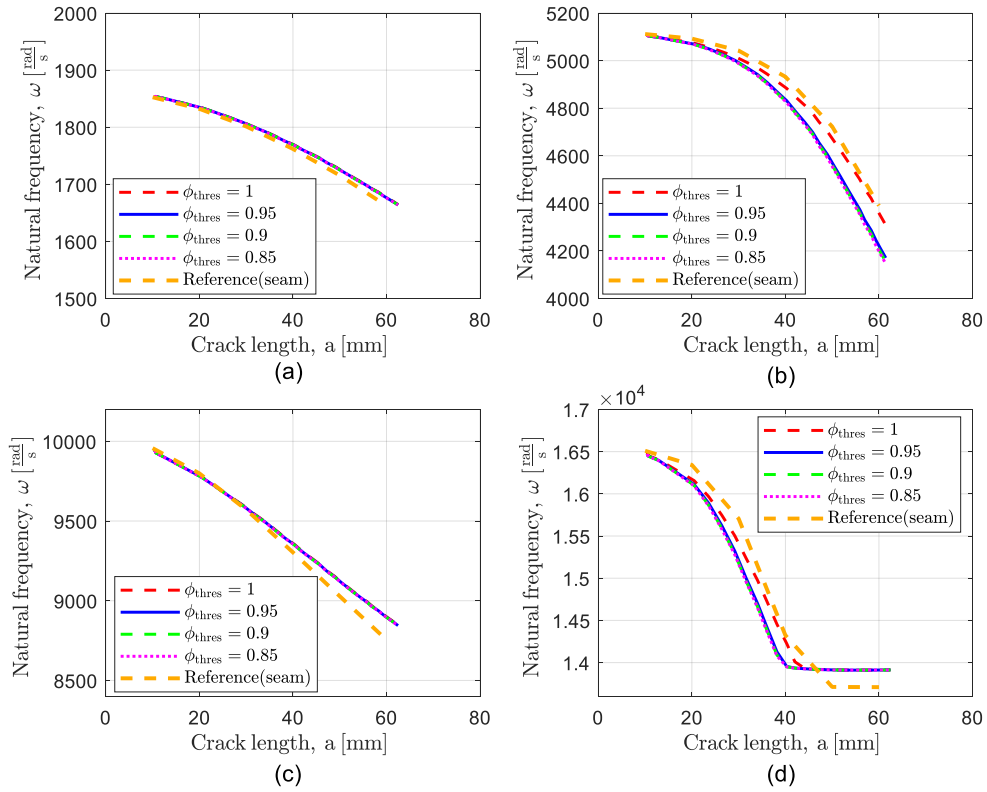 2000
1900
1800
1700
1600
1500
0
20
40
60
80
Natural frequency, ω [rad/s]
Crack length, a [mm]
ϕthres = 1
ϕthres = 0.95
ϕthres = 0.9
ϕthres = 0.85
Reference(seam)
(a)
5200
5000
4800
4600
4400
4200
4000
0
20
40
60
80
Natural frequency, ω [rad/s]
Crack length, a [mm]
ϕthres = 1
ϕthres = 0.95
ϕthres = 0.9
ϕthres = 0.85
Reference(seam)
(b)
10000
9500
9000
8500
0
20
40
60
80
Natural frequency, ω [rad/s]
Crack length, a [mm]
ϕthres = 1
ϕthres = 0.95
ϕthres = 0.9
ϕthres = 0.85
Reference(seam)
(c)
×10⁴
1.7
1.65
1.6
1.55
1.5
1.45
1.4
0
20
40
60
80
Natural frequency, ω [rad/s]
Crack length, a [mm]
ϕthres = 1
ϕthres = 0.95
ϕthres = 0.9
ϕthres = 0.85
Reference(seam)
(d)